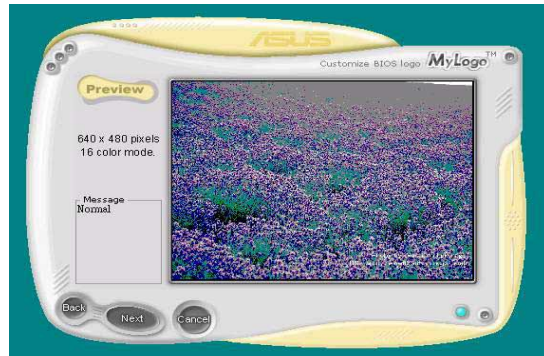 ASUS
Customize BIOS logo MyLogo™
Preview
640 x 480 pixels
16 color mode.
Message
Normal
Back
Next
Cancel